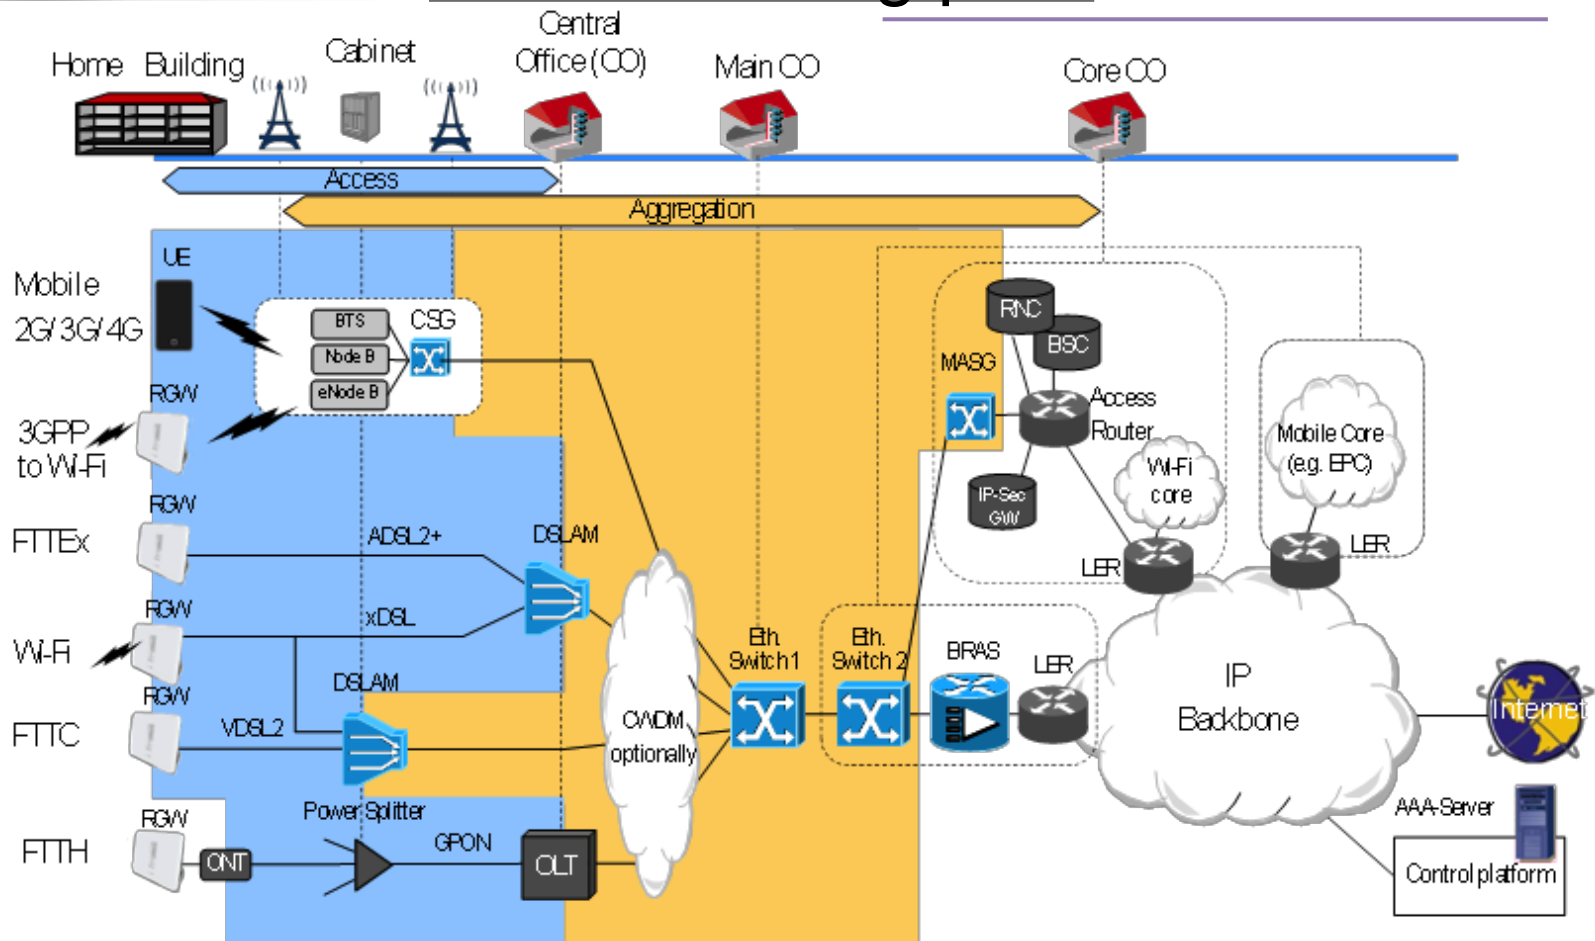 Central
Office (CO)
Cabinet
Home Building
Main CO
Core CO
Access
Aggregation
UE
Mobile
2G/ 3G/ 4G
BTS
Node B
eNode B
CSG
RNC
BSC
MASG
Access
Router
IP-Sec
GW
Wi-Fi
core
Mobile Core
(e.g. EPC)
LER
LER
RGW
3GPP
to Wi-Fi
RGW
FTTEx
ADSL2+
DSLAM
RGW
xDSL
Wi-Fi
Eth.
Switch1
Eth.
Switch 2
BRAS
LER
IP
Backbone
Internet
RGW
DSLAM
FTTC
VDSL2
CWDM
optionally
Power Splitter
RGW
FTTH
ONT
GPON
OLT
AAA-Server
Control platform